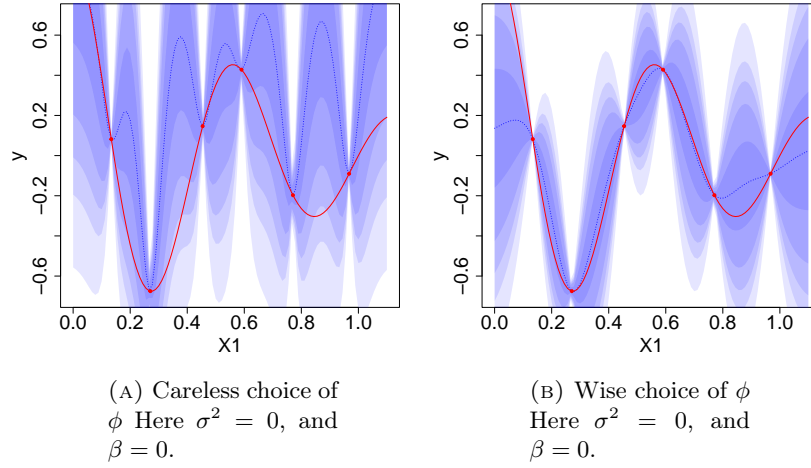 0.6
0.2
−0.2
−0.6
y
0.0 0.2 0.4 0.6 0.8 1.0
X1
(A) Careless choice of
ϕ Here σ² = 0, and
β = 0.
0.6
0.2
−0.2
−0.6
y
0.0 0.2 0.4 0.6 0.8 1.0
X1
(B) Wise choice of ϕ
Here σ² = 0, and
β = 0.